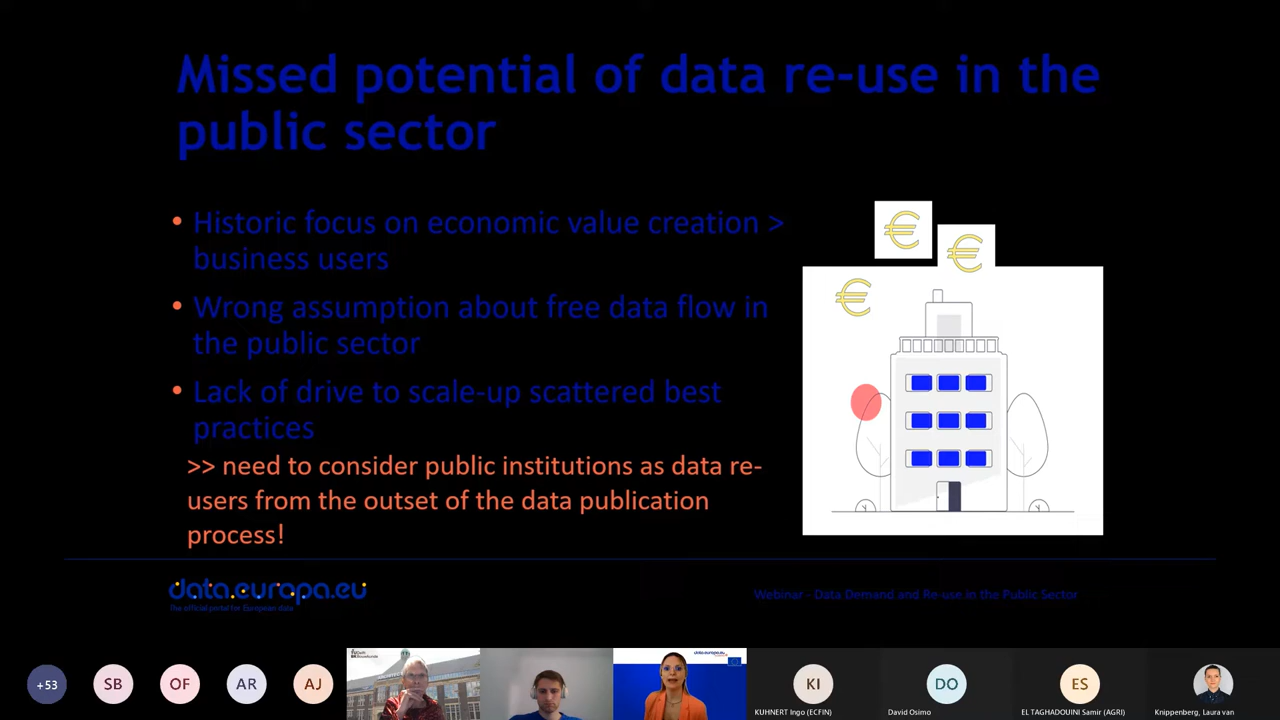 Missed potential of data re-use in the
public sector
• Historic focus on economic value creation >
business users
• Wrong assumption about free data flow in
the public sector
• Lack of drive to scale-up scattered best
practices
>> need to consider public institutions as data re-
users from the outset of the data publication
process!
€
€
€
data.europa.eu
The official portal for European data
Webinar - Data Demand and Re-use in the Public Sector
+53
SB
OF
AR
AJ
data.europa.eu
KI
DO
ES
KUHNERT Ingo (ECFIN)
David Osimo
EL TAGHADOUINI Samir (AGRI)
Knippenberg, Laura van